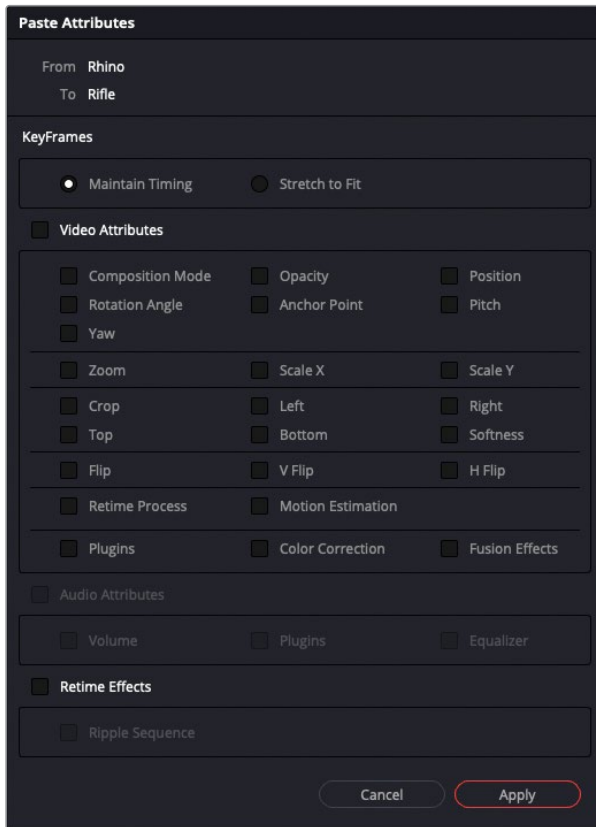 Paste Attributes
From Rhino
To Rifle
KeyFrames
Maintain Timing Stretch to Fit
Video Attributes
Composition Mode Opacity Position
Rotation Angle Anchor Point Pitch
Yaw
Zoom Scale X Scale Y
Crop Left Right
Top Bottom Softness
Flip V Flip H Flip
Retime Process Motion Estimation
Plugins Color Correction Fusion Effects
Audio Attributes
Volume Plugins Equalizer
Retime Effects
Ripple Sequence
Cancel Apply